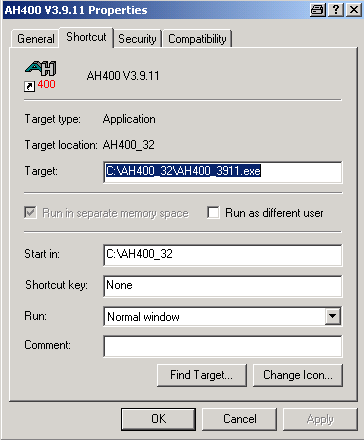 AH400 V3.9.11 Properties
General Shortcut Security Compatibility
AH
400
AH400 V3.9.11
Target type: Application
Target location: AH400_32
Target: C:\AH400_32\AH400_3911.exe
Run in separate memory space Run as different user
Start in: C:\AH400_32
Shortcut key: None
Run: Normal window
Comment:
Find Target... Change Icon...
OK Cancel Apply